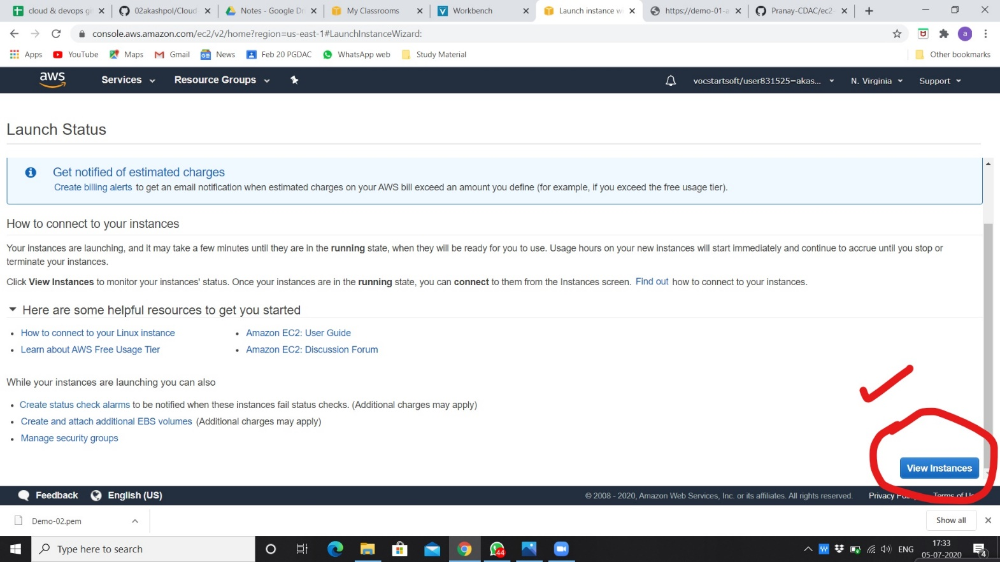 cloud & devops gi
02akashpol/Cloud
Notes - Google Dr
My Classrooms
Workbench
Launch instance w
https://demo-01-a
Pranay-CDAC/ec2-
console.aws.amazon.com/ec2/v2/home?region=us-east-1#LaunchInstanceWizard:
a
Apps YouTube Maps Gmail News Feb 20 PGDAC WhatsApp web Study Material Other bookmarks
aws Services Resource Groups vocstartsoft/user831525=akas... N. Virginia Support
Launch Status
Get notified of estimated charges
Create billing alerts to get an email notification when estimated charges on your AWS bill exceed an amount you define (for example, if you exceed the free usage tier).
How to connect to your instances
Your instances are launching, and it may take a few minutes until they are in the running state, when they will be ready for you to use. Usage hours on your new instances will start immediately and continue to accrue until you stop or
terminate your instances.
Click View Instances to monitor your instances' status. Once your instances are in the running state, you can connect to them from the Instances screen. Find out how to connect to your instances.
Here are some helpful resources to get you started
• How to connect to your Linux instance
• Amazon EC2: User Guide
• Learn about AWS Free Usage Tier
• Amazon EC2: Discussion Forum
While your instances are launching you can also
• Create status check alarms to be notified when these instances fail status checks. (Additional charges may apply)
• Create and attach additional EBS volumes (Additional charges may apply)
• Manage security groups
View Instances
Feedback English (US) © 2008 - 2020, Amazon Web Services, Inc. or its affiliates. All rights reserved. Privacy Policy Terms of Us
Demo-02.pem
Show all
Type here to search
44
ENG
17:33
05-07-2020
4